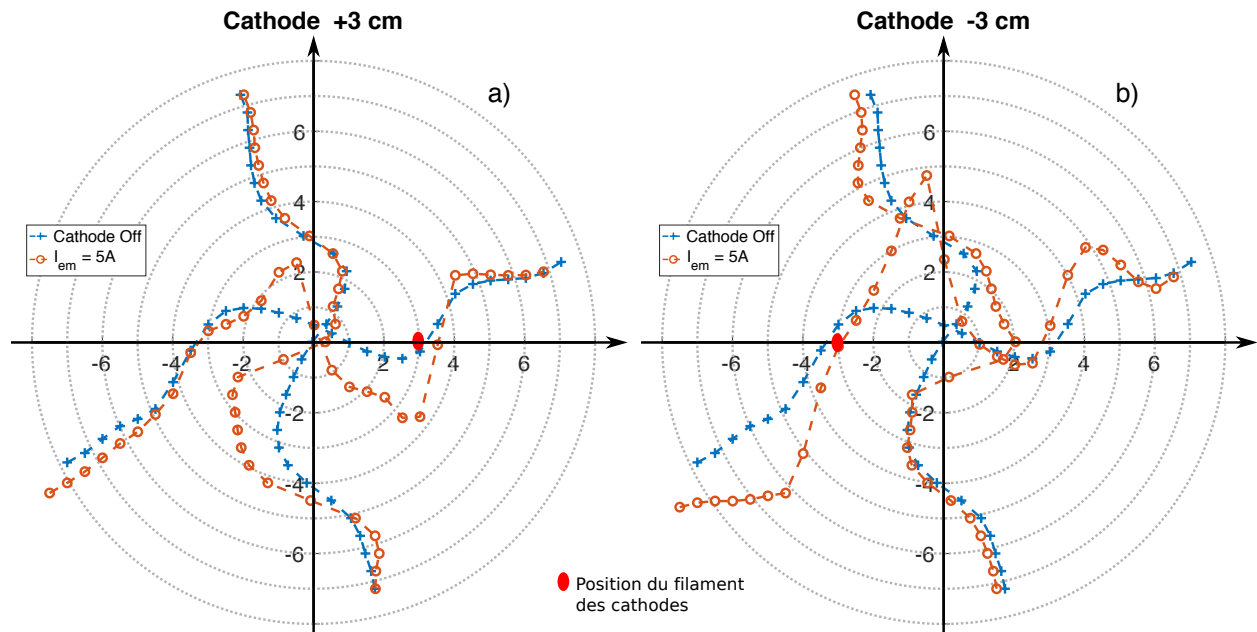 Cathode +3 cm
a)
6
4
2
-2
-4
-6
-6 -4 -2 2 4 6
Cathode Off
I_em = 5A
Cathode -3 cm
b)
6
4
2
-2
-4
-6
-6 -4 -2 2 4 6
Cathode Off
I_em = 5A
Position du filament
des cathodes